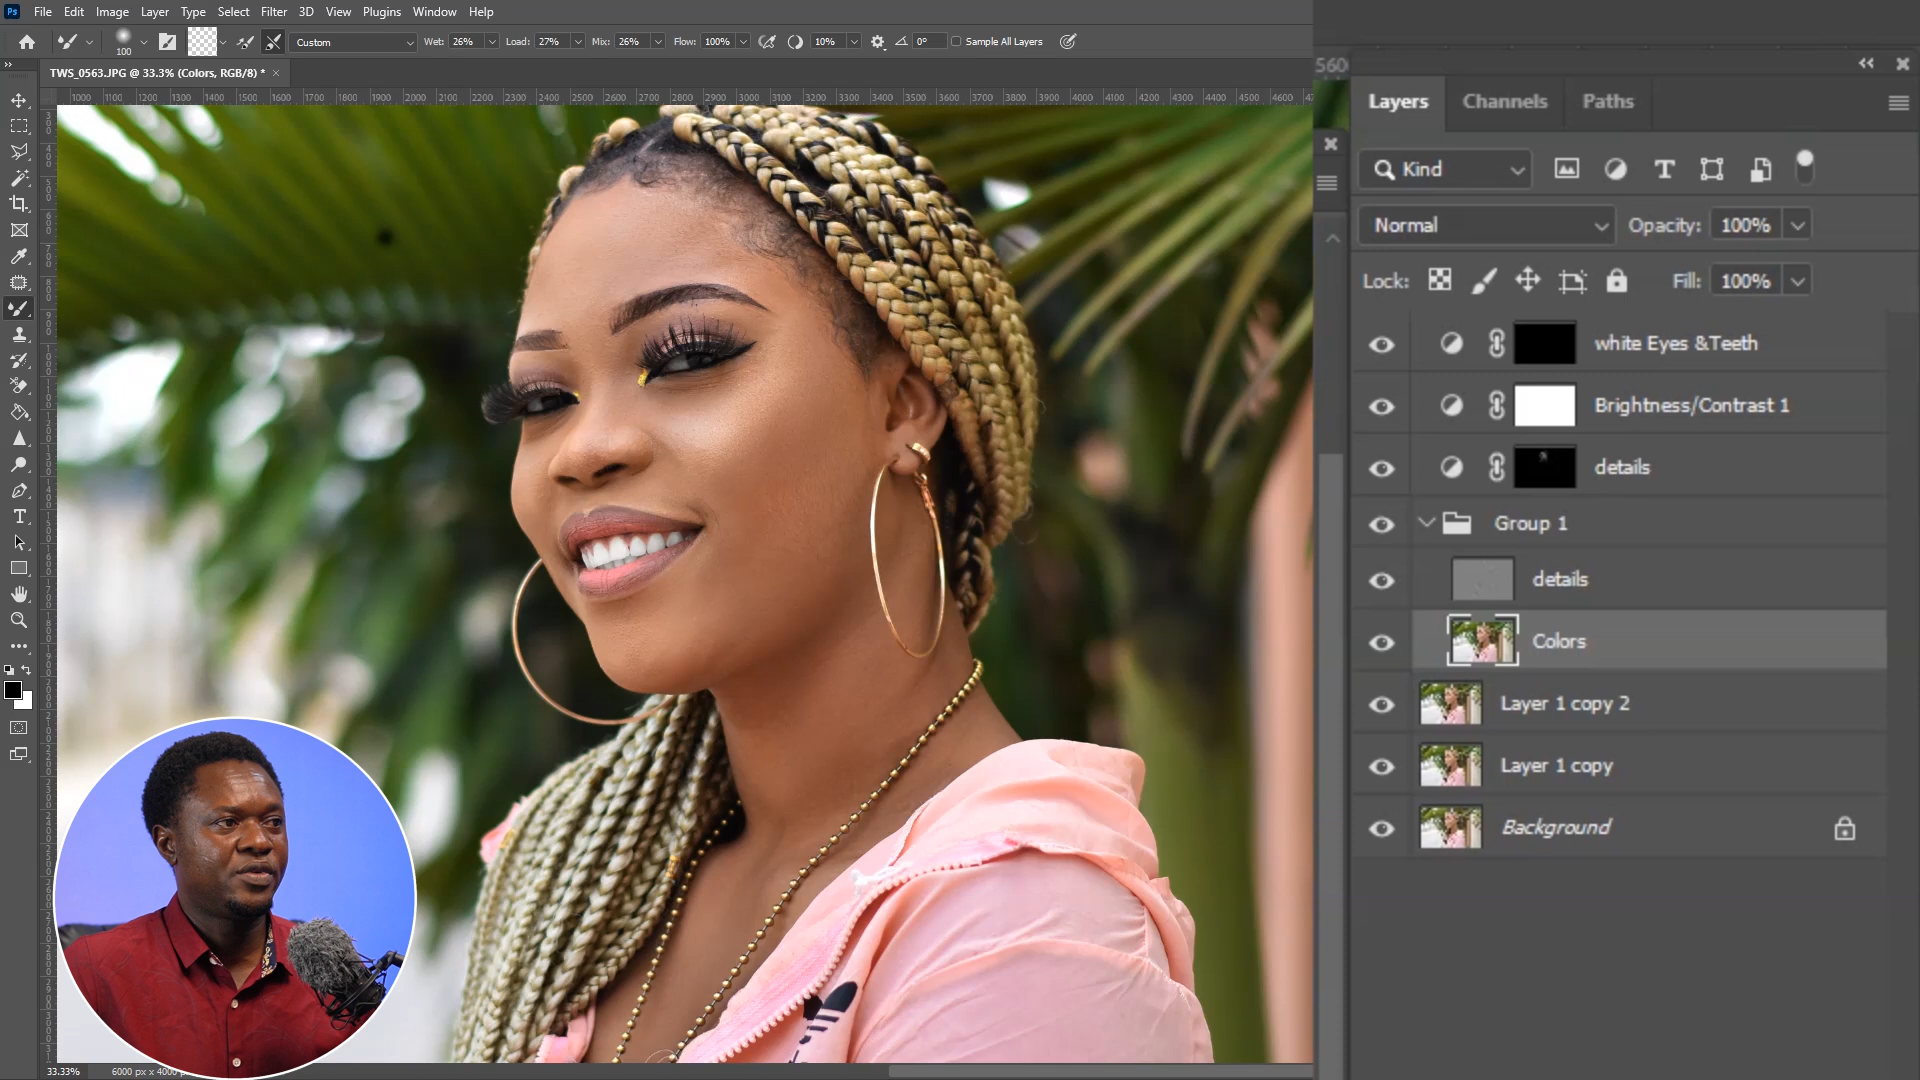 Ps File Edit Image Layer Type Select Filter 3D View Plugins Window Help
100 Custom Wet: 26% Load: 27% Mix: 26% Flow: 100% 10% 0° Sample All Layers
TWS_0563.JPG @ 33.3% (Colors, RGB/8) * ×
1000 1100 1200 1300 1400 1500 1600 1700 1800 1900 2000 2100 2200 2300 2400 2500 2600 2700 2800 2900 3000 3100 3200 3300 3400 3500 3600 3700 3800 3900 4000 4100 4200 4300 4400 4500 4600
560
Layers Channels Paths
Kind
Normal Opacity: 100%
Lock: Fill: 100%
white Eyes &Teeth
Brightness/Contrast 1
details
Group 1
details
Colors
Layer 1 copy 2
Layer 1 copy
Background
33.33% 6000 px x 4000